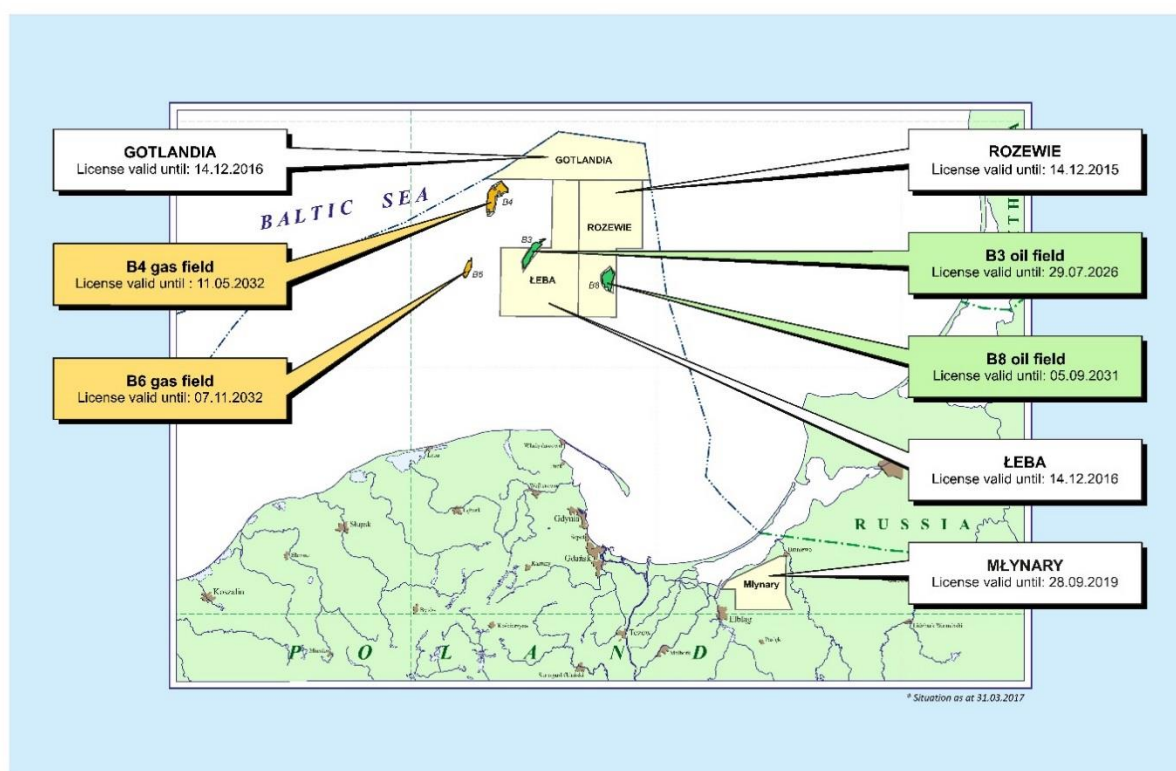 GOTLANDIA
License valid until: 14.12.2016
ROZEWIE
License valid until: 14.12.2015
B4 gas field
License valid until : 11.05.2032
B3 oil field
License valid until: 29.07.2026
B6 gas field
License valid until: 07.11.2032
B8 oil field
License valid until: 05.09.2031
ŁEBA
License valid until: 14.12.2016
MŁYNARY
License valid until: 28.09.2019
GOTLANDIA
BALTIC SEA
B4
ROZEWIE
B3
ŁEBA
B8
Gdynia
Gdańsk
Słupsk
Koszalin
RUSSIA
Młynary
Elbląg
Tczew
POLAND
* Situation as at 31.03.2017